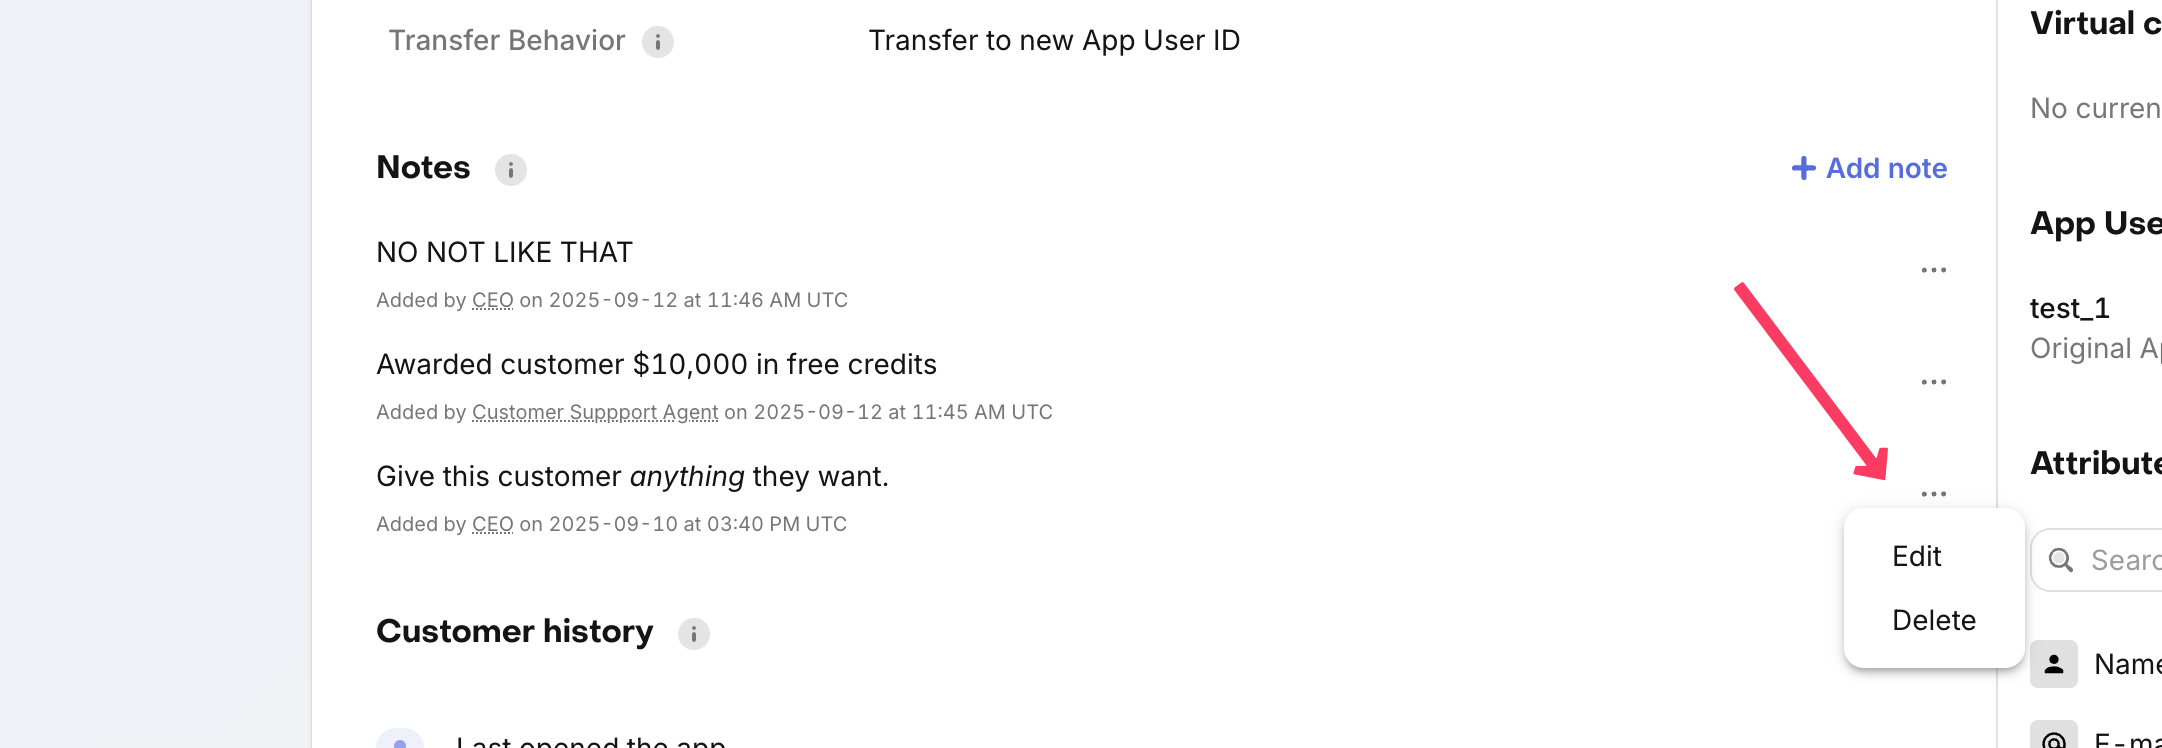 Transfer Behavior
Transfer to new App User ID
Notes
+ Add note
NO NOT LIKE THAT
Added by CEO on 2025-09-12 at 11:46 AM UTC
Awarded customer $10,000 in free credits
Added by Customer Suppport Agent on 2025-09-12 at 11:45 AM UTC
Give this customer anything they want.
Added by CEO on 2025-09-10 at 03:40 PM UTC
Edit
Delete
Customer history
Last opened the app
Virtual c
No curren
App Use
test_1
Original A
Attribute
Searc
Name
E-ma